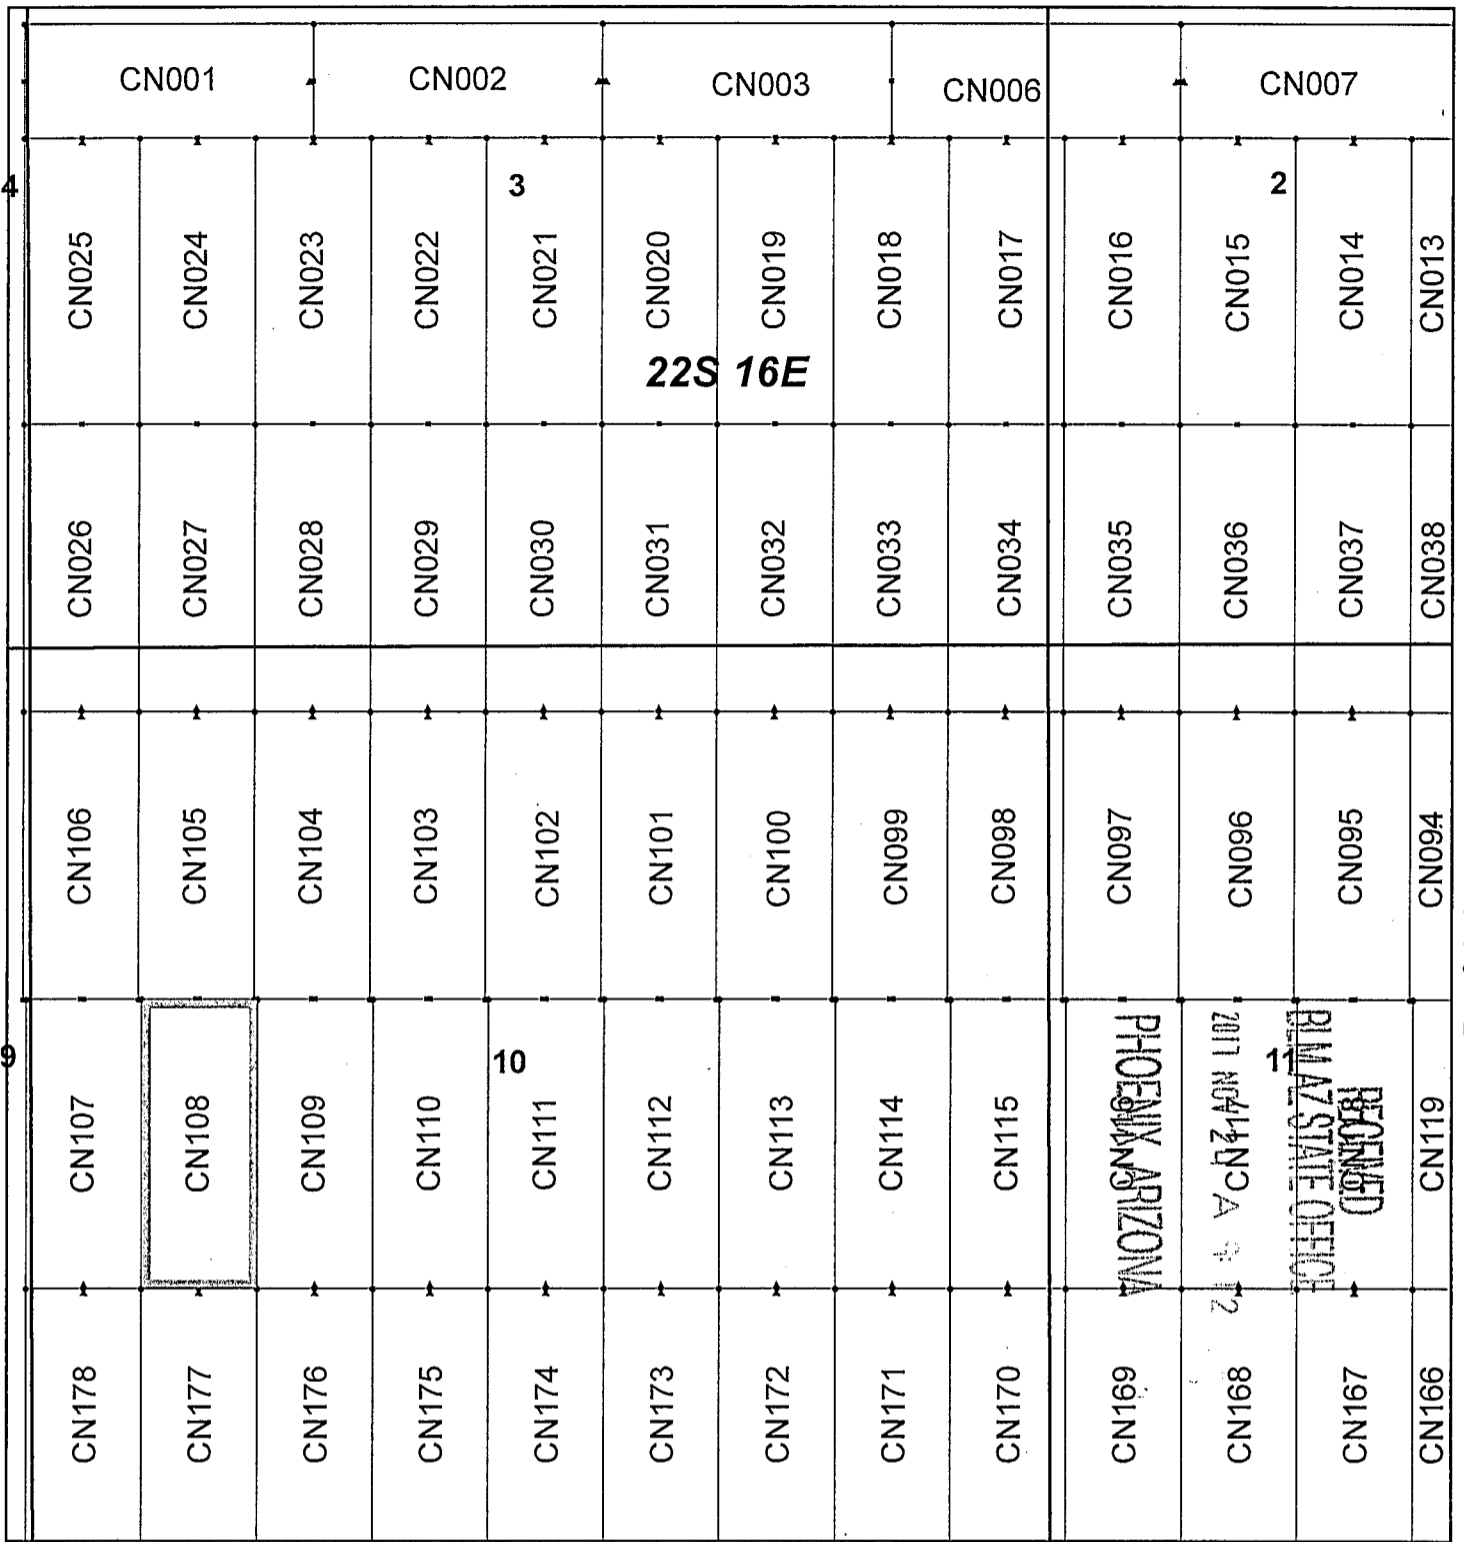 CN001 CN002 CN003 CN006 CN007
4 3 2
CN025 CN024 CN023 CN022 CN021 CN020 CN019 CN018 CN017 CN016 CN015 CN014 CN013
22S 16E
CN026 CN027 CN028 CN029 CN030 CN031 CN032 CN033 CN034 CN035 CN036 CN037 CN038
CN106 CN105 CN104 CN103 CN102 CN101 CN100 CN099 CN098 CN097 CN096 CN095 CN094
9 10 11
CN107 CN108 CN109 CN110 CN111 CN112 CN113 CN114 CN115 CN116 CN117 CN118 CN119
RECEIVED
BLM AZ STATE OFFICE
NOV 24 A
PHOENIX, ARIZONA
CN178 CN177 CN176 CN175 CN174 CN173 CN172 CN171 CN170 CN169 CN168 CN167 CN166